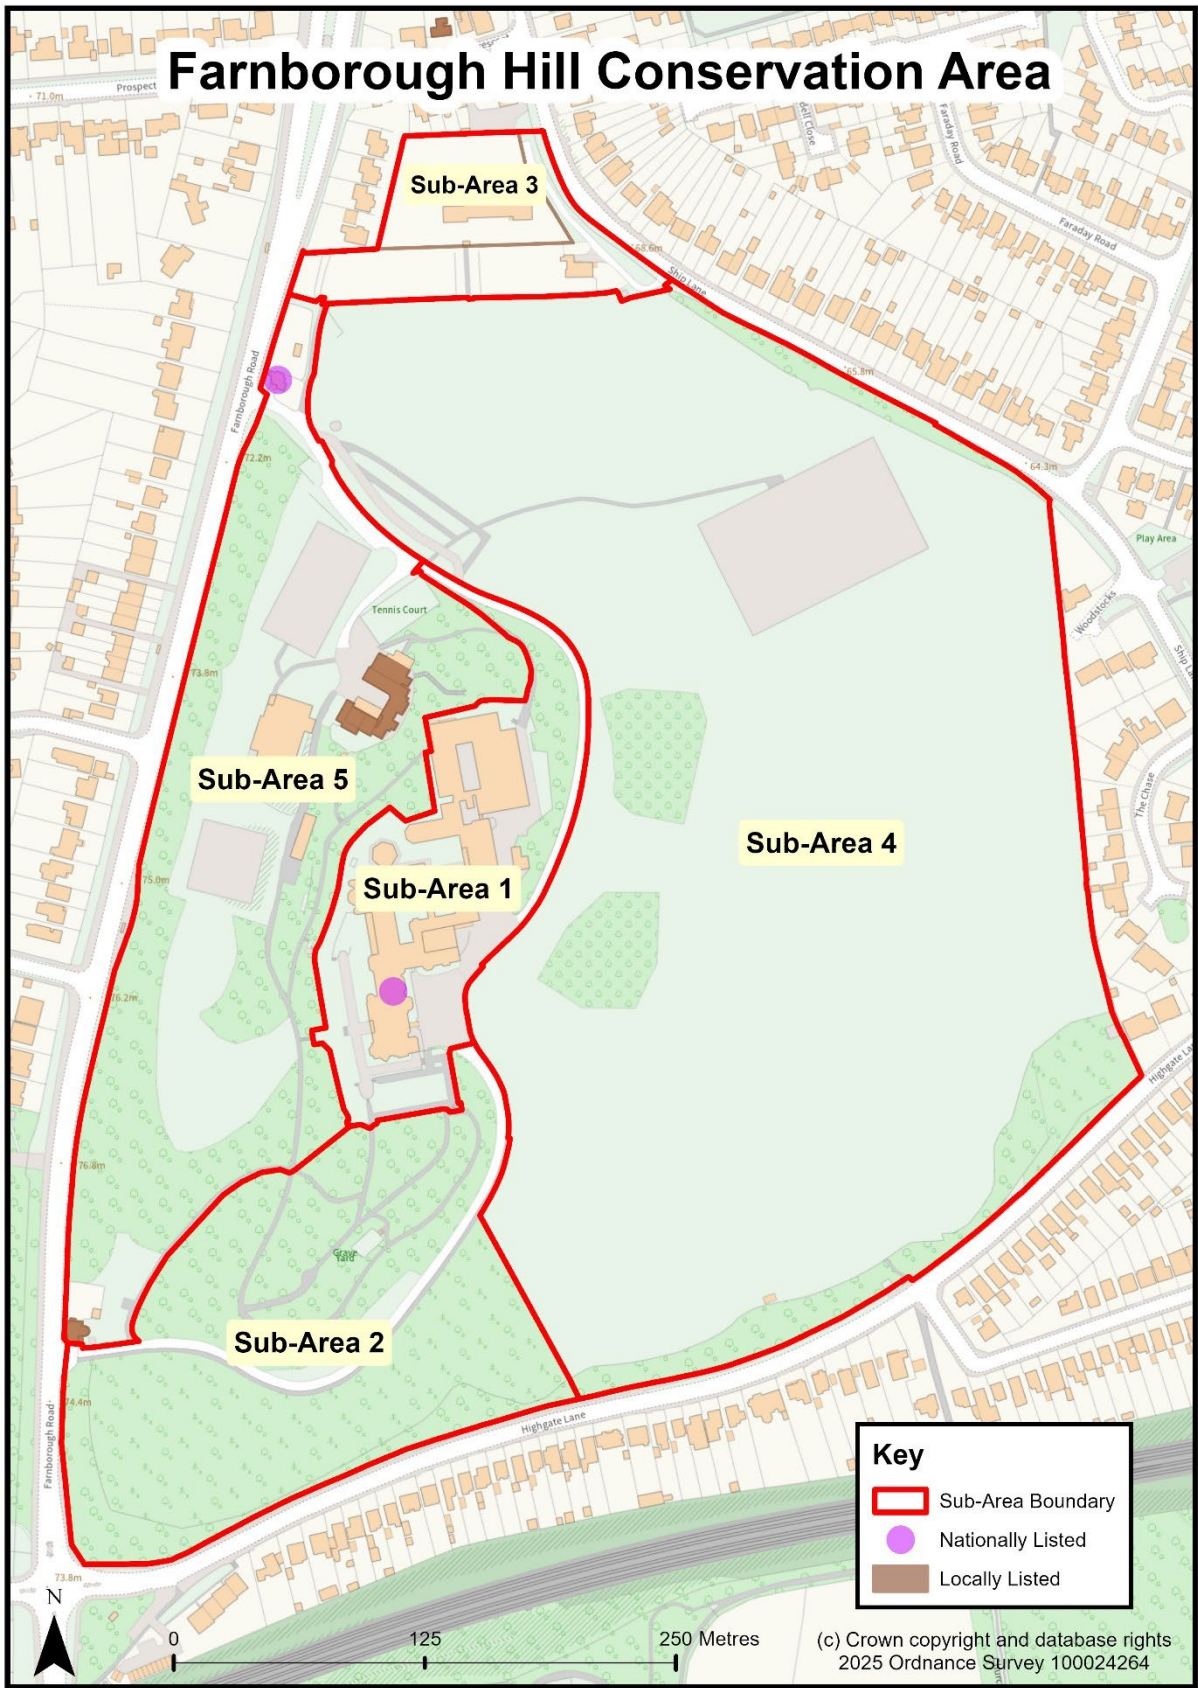 Farnborough Hill Conservation Area
71.0m
Prospect
Faraday Road
Sub-Area 3
Faraday Road
68.6m
Ship Lane
Farnborough Road
65.8m
72.2m
64.3m
Play Area
Tennis Court
Woodstocks
73.8m
Sub-Area 5
The Chase
Sub-Area 4
75.0m
Sub-Area 1
76.2m
76.8m
Grave
Yard
Sub-Area 2
74.4m
Highgate Lane
Farnborough Road
73.8m
Key
Sub-Area Boundary
Nationally Listed
Locally Listed
N
0
125
250 Metres
(c) Crown copyright and database rights
2025 Ordnance Survey 100024264